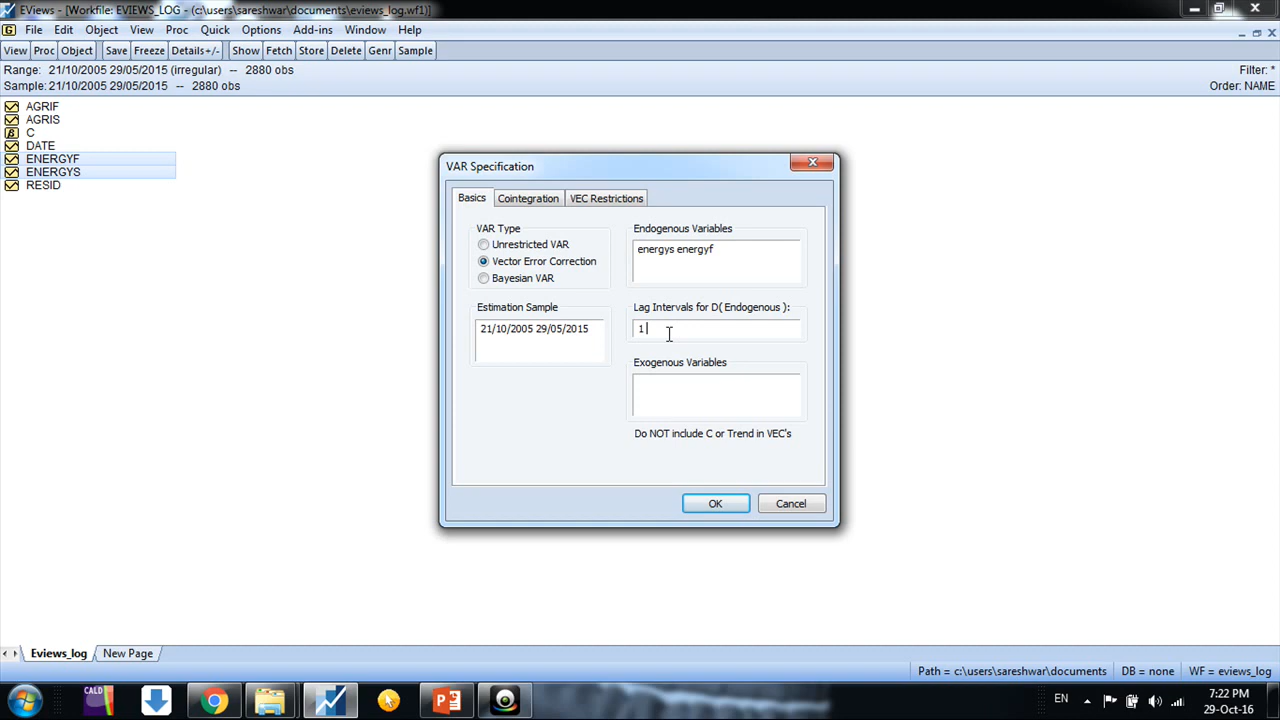 EViews - [Workfile: EVIEWS_LOG - (c:\users\sareshwar\documents\eviews_log.wf1)]
File Edit Object View Proc Quick Options Add-ins Window Help
View Proc Object Save Freeze Details+/- Show Fetch Store Delete Genr Sample
Range: 21/10/2005 29/05/2015 (irregular) -- 2880 obs
Filter: *
Sample: 21/10/2005 29/05/2015 -- 2880 obs
Order: NAME
AGRIF
AGRIS
C
DATE
ENERGYF
ENERGYS
RESID
VAR Specification
Basics Cointegration VEC Restrictions
VAR Type
Unrestricted VAR
Vector Error Correction
Bayesian VAR
Estimation Sample
21/10/2005 29/05/2015
Endogenous Variables
energys energyf
Lag Intervals for D( Endogenous ):
1
Exogenous Variables
Do NOT include C or Trend in VEC's
OK Cancel
Eviews_log New Page
Path = c:\users\sareshwar\documents DB = none WF = eviews_log
CALD
EN
7:22 PM
29-Oct-16